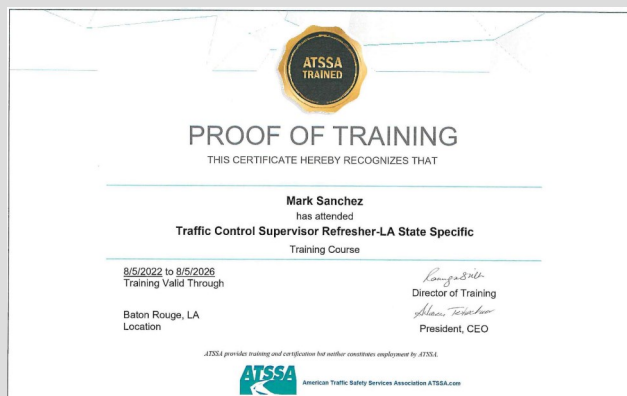 ATSSA
TRAINED
PROOF OF TRAINING
THIS CERTIFICATE HEREBY RECOGNIZES THAT
Mark Sanchez
has attended
Traffic Control Supervisor Refresher-LA State Specific
Training Course
8/5/2022 to 8/5/2026
Training Valid Through
Director of Training
Baton Rouge, LA
Location
President, CEO
ATSSA provides training and certification but neither constitutes employment by ATSSA.
ATSSA
American Traffic Safety Services Association ATSSA.com